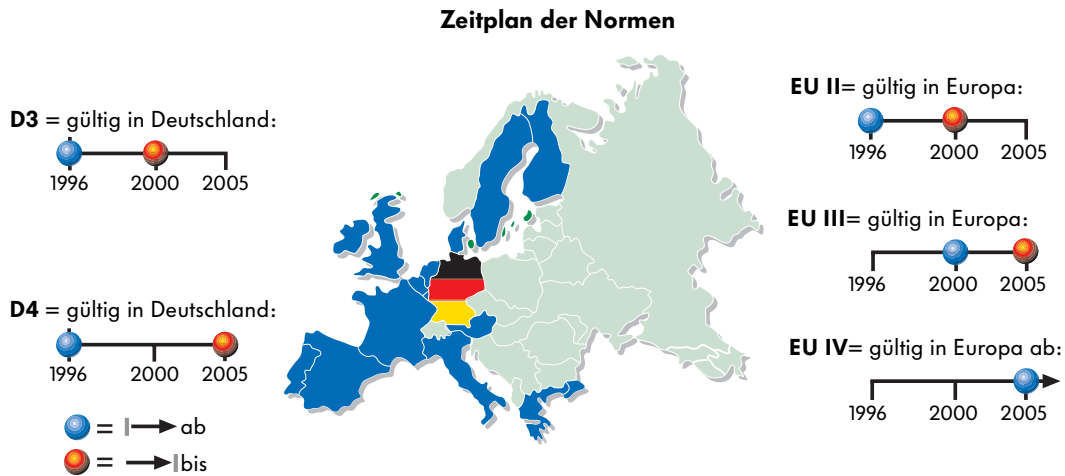 Zeitplan der Normen
D3 = gültig in Deutschland:
1996 2000 2005
D4 = gültig in Deutschland:
1996 2000 2005
= ab
= bis
EU II= gültig in Europa:
1996 2000 2005
EU III= gültig in Europa:
1996 2000 2005
EU IV= gültig in Europa ab:
1996 2000 2005